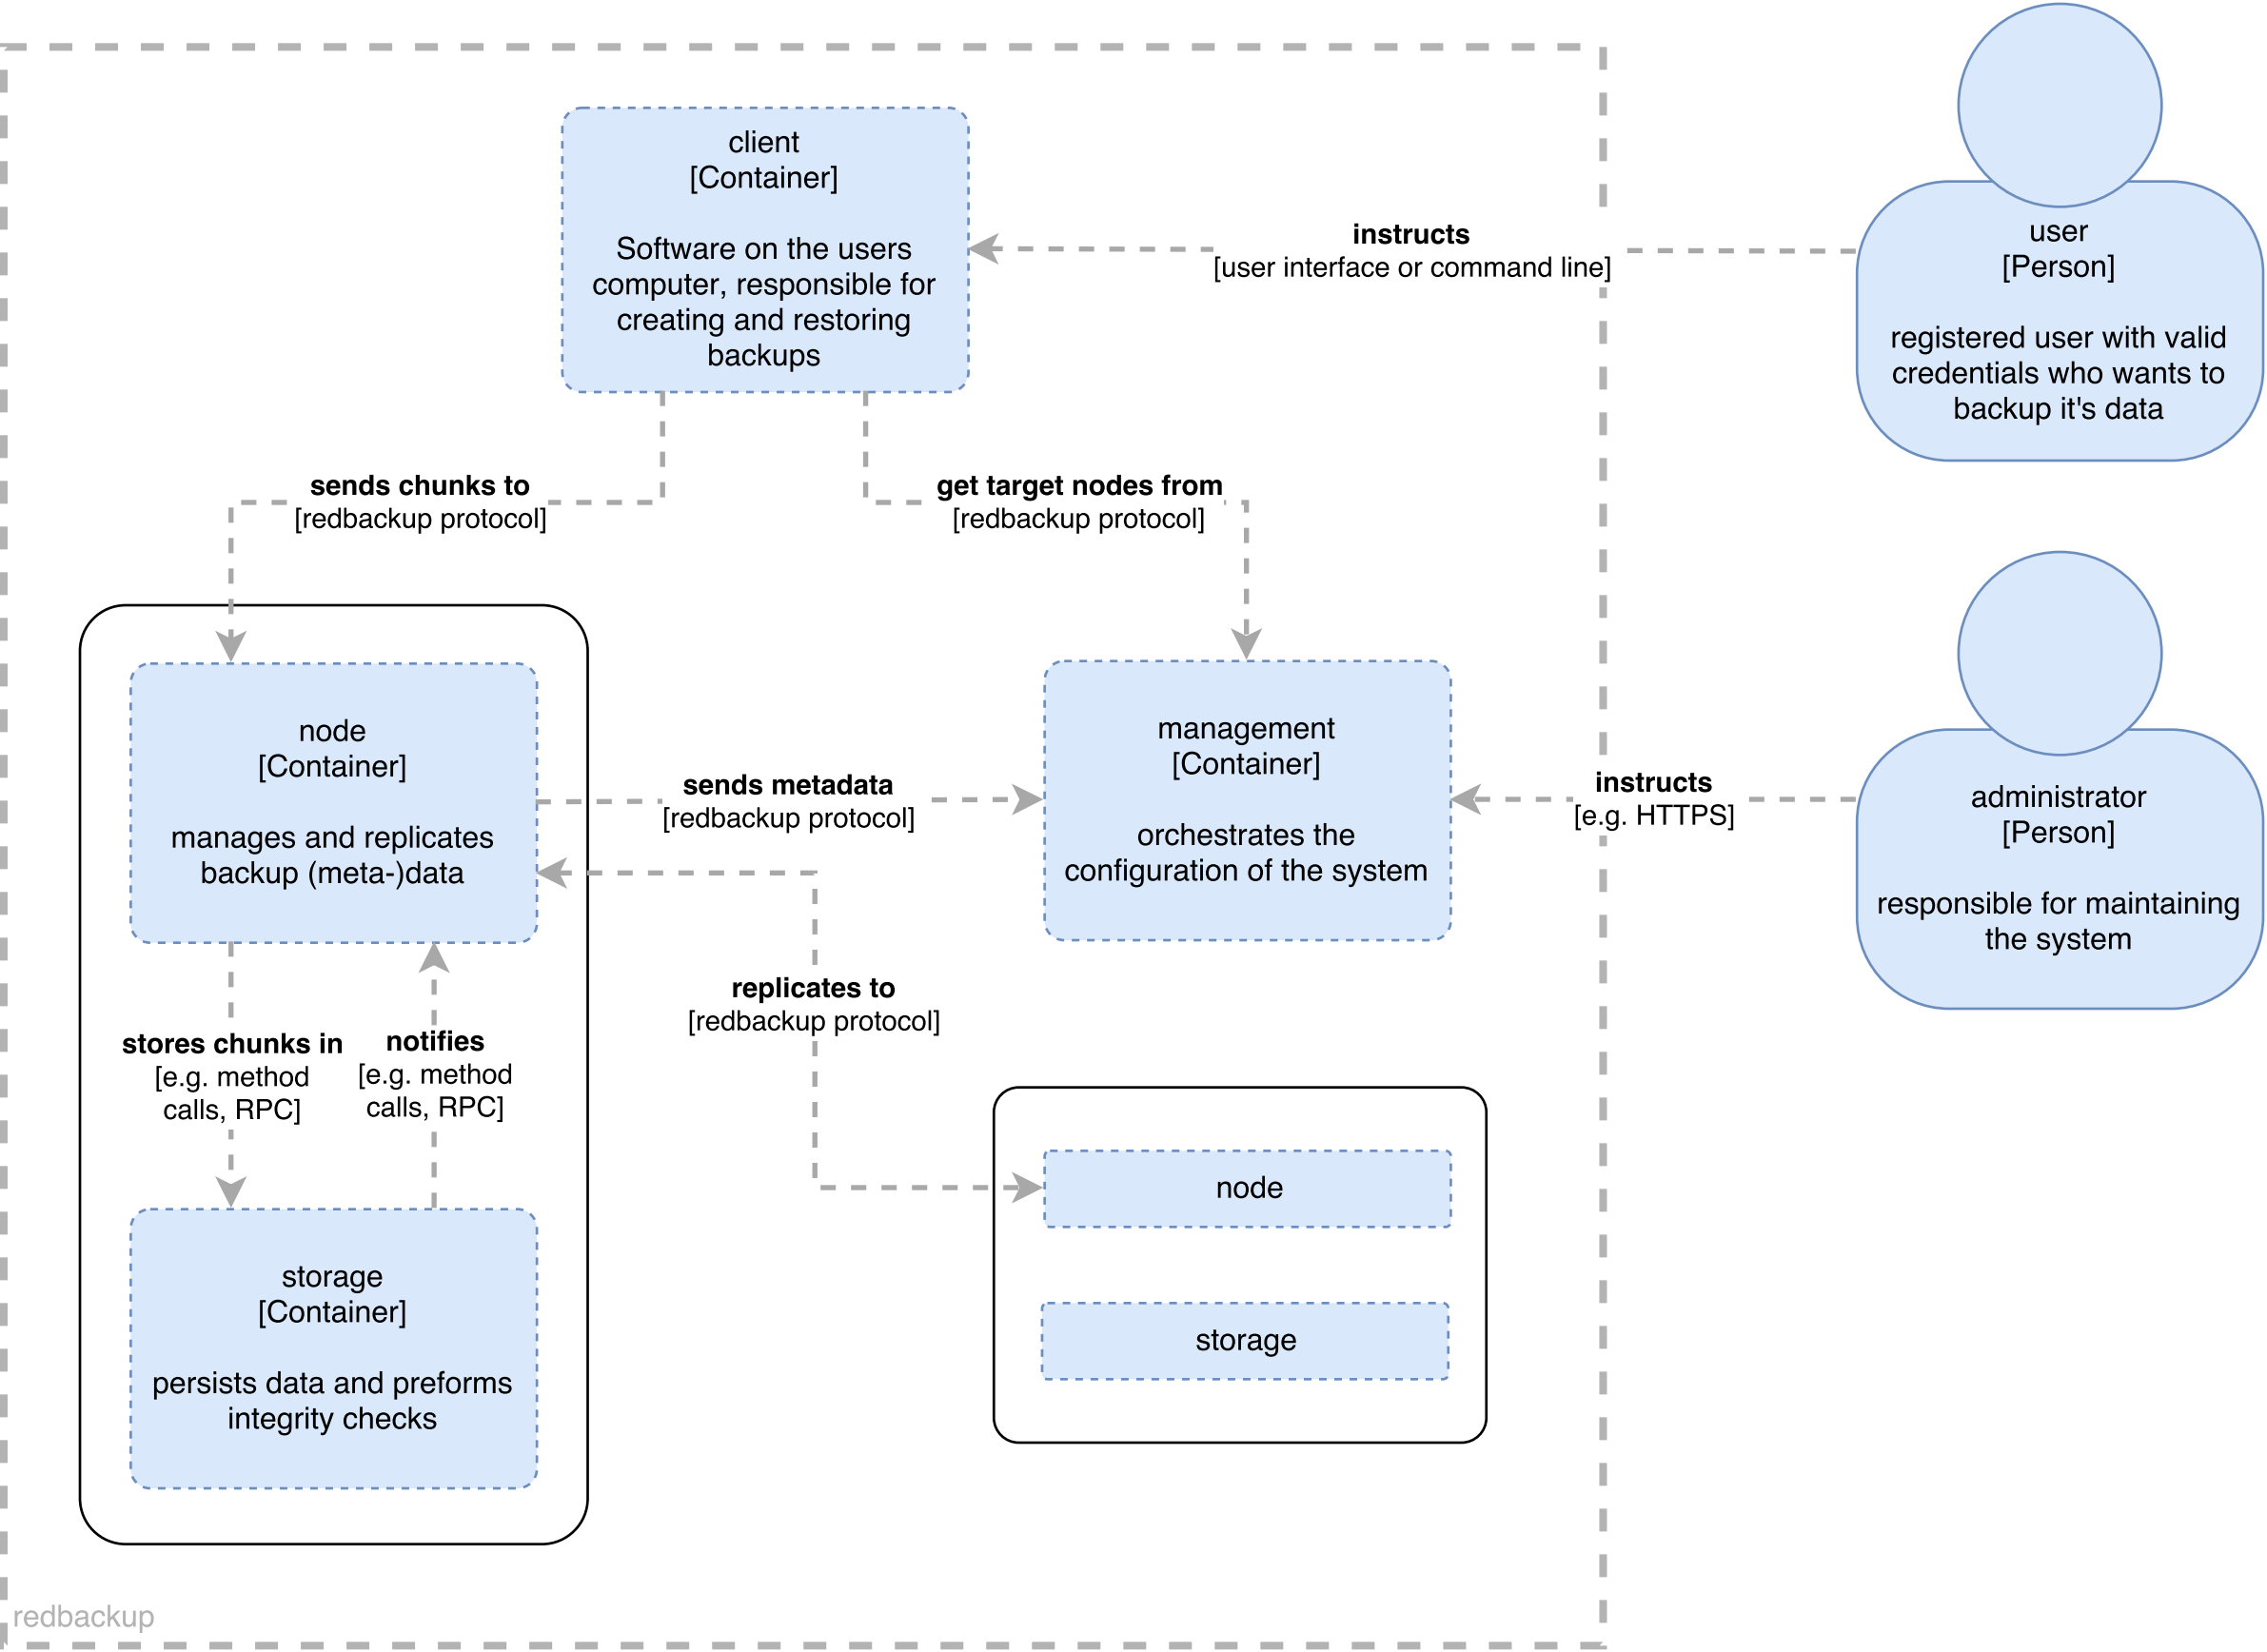 client
[Container]
Software on the users
computer, responsible for
creating and restoring
backups
instructs
[user interface or command line]
user
[Person]
registered user with valid
credentials who wants to
backup it's data
sends chunks to
[redbackup protocol]
get target nodes from
[redbackup protocol]
node
[Container]
manages and replicates
backup (meta-)data
sends metadata
[redbackup protocol]
management
[Container]
orchestrates the
configuration of the system
instructs
[e.g. HTTPS]
administrator
[Person]
responsible for maintaining
the system
replicates to
[redbackup protocol]
stores chunks in
[e.g. method
calls, RPC]
notifies
[e.g. method
calls, RPC]
storage
[Container]
persists data and preforms
integrity checks
node
storage
redbackup